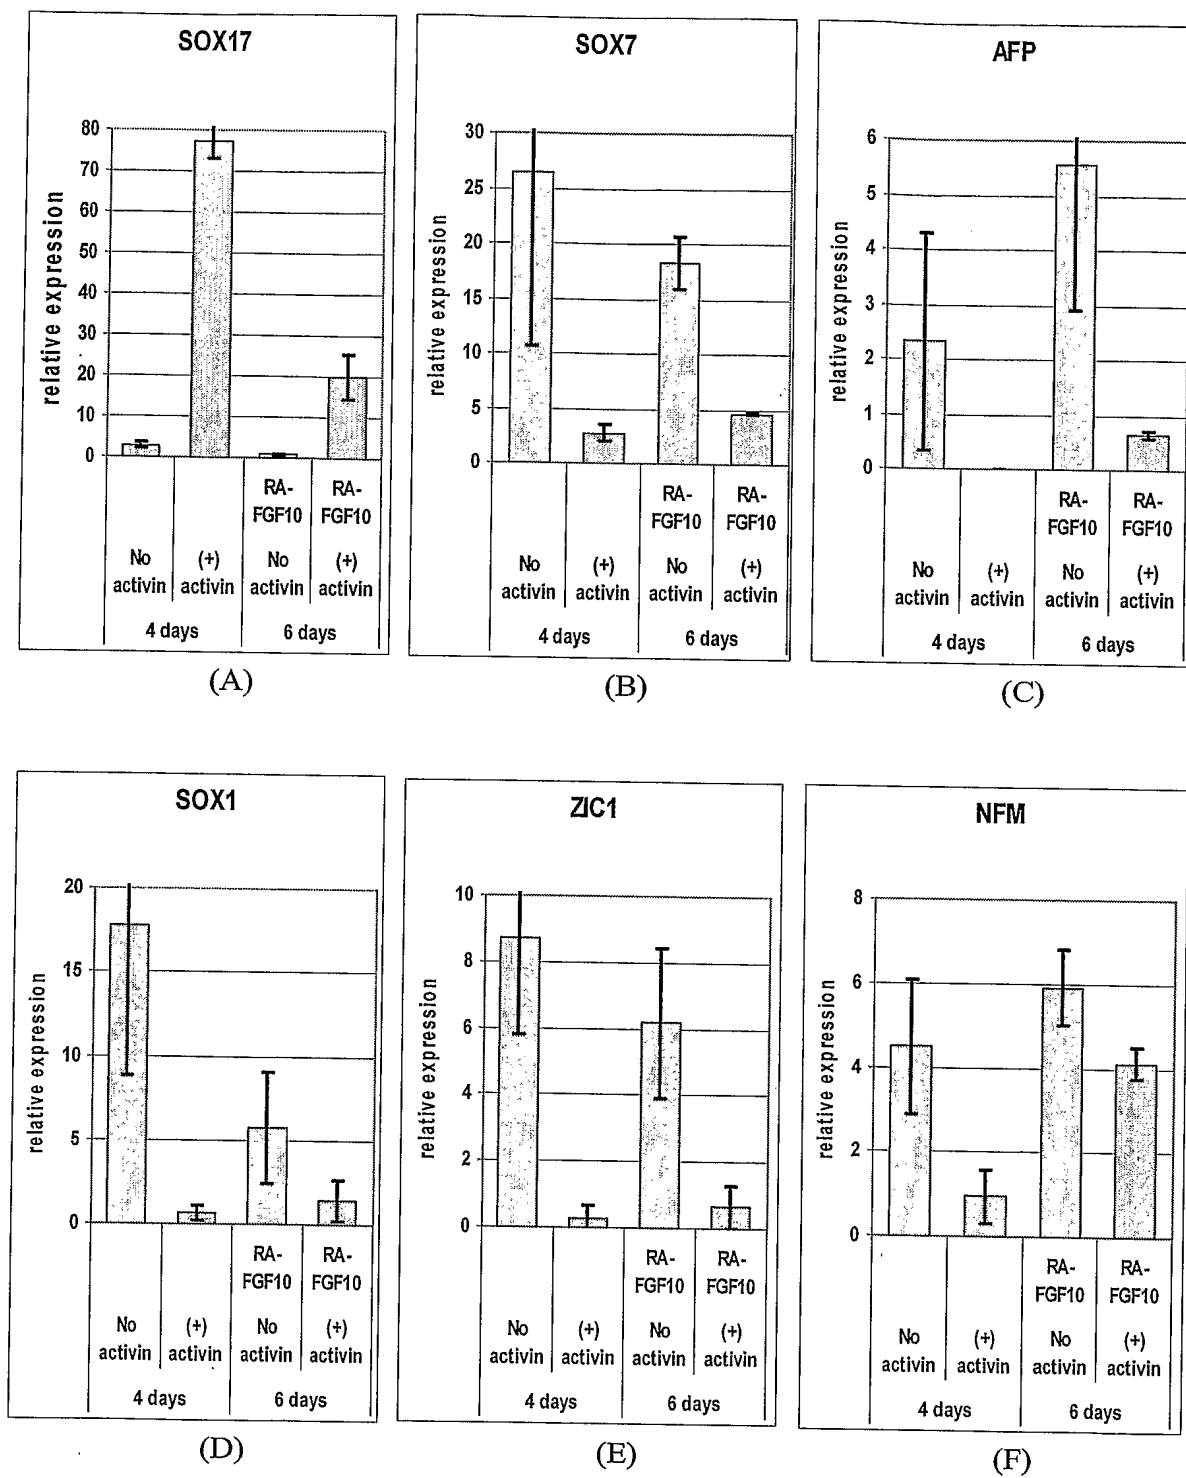 SOX17
relative expression
80
70
60
50
40
30
20
10
0
RA- RA-
FGF10 FGF10
No (+) No (+)
activin activin activin activin
4 days 6 days
(A)
SOX7
relative expression
30
25
20
15
10
5
0
RA- RA-
FGF10 FGF10
No (+) No (+)
activin activin activin activin
4 days 6 days
(B)
AFP
relative expression
6
5
4
3
2
1
0
RA- RA-
FGF10 FGF10
No (+) No (+)
activin activin activin activin
4 days 6 days
(C)
SOX1
relative expression
20
15
10
5
0
RA- RA-
FGF10 FGF10
No (+) No (+)
activin activin activin activin
4 days 6 days
(D)
ZIC1
relative expression
10
8
6
4
2
0
RA- RA-
FGF10 FGF10
No (+) No (+)
activin activin activin activin
4 days 6 days
(E)
NFM
relative expression
8
6
4
2
0
RA- RA-
FGF10 FGF10
No (+) No (+)
activin activin activin activin
4 days 6 days
(F)